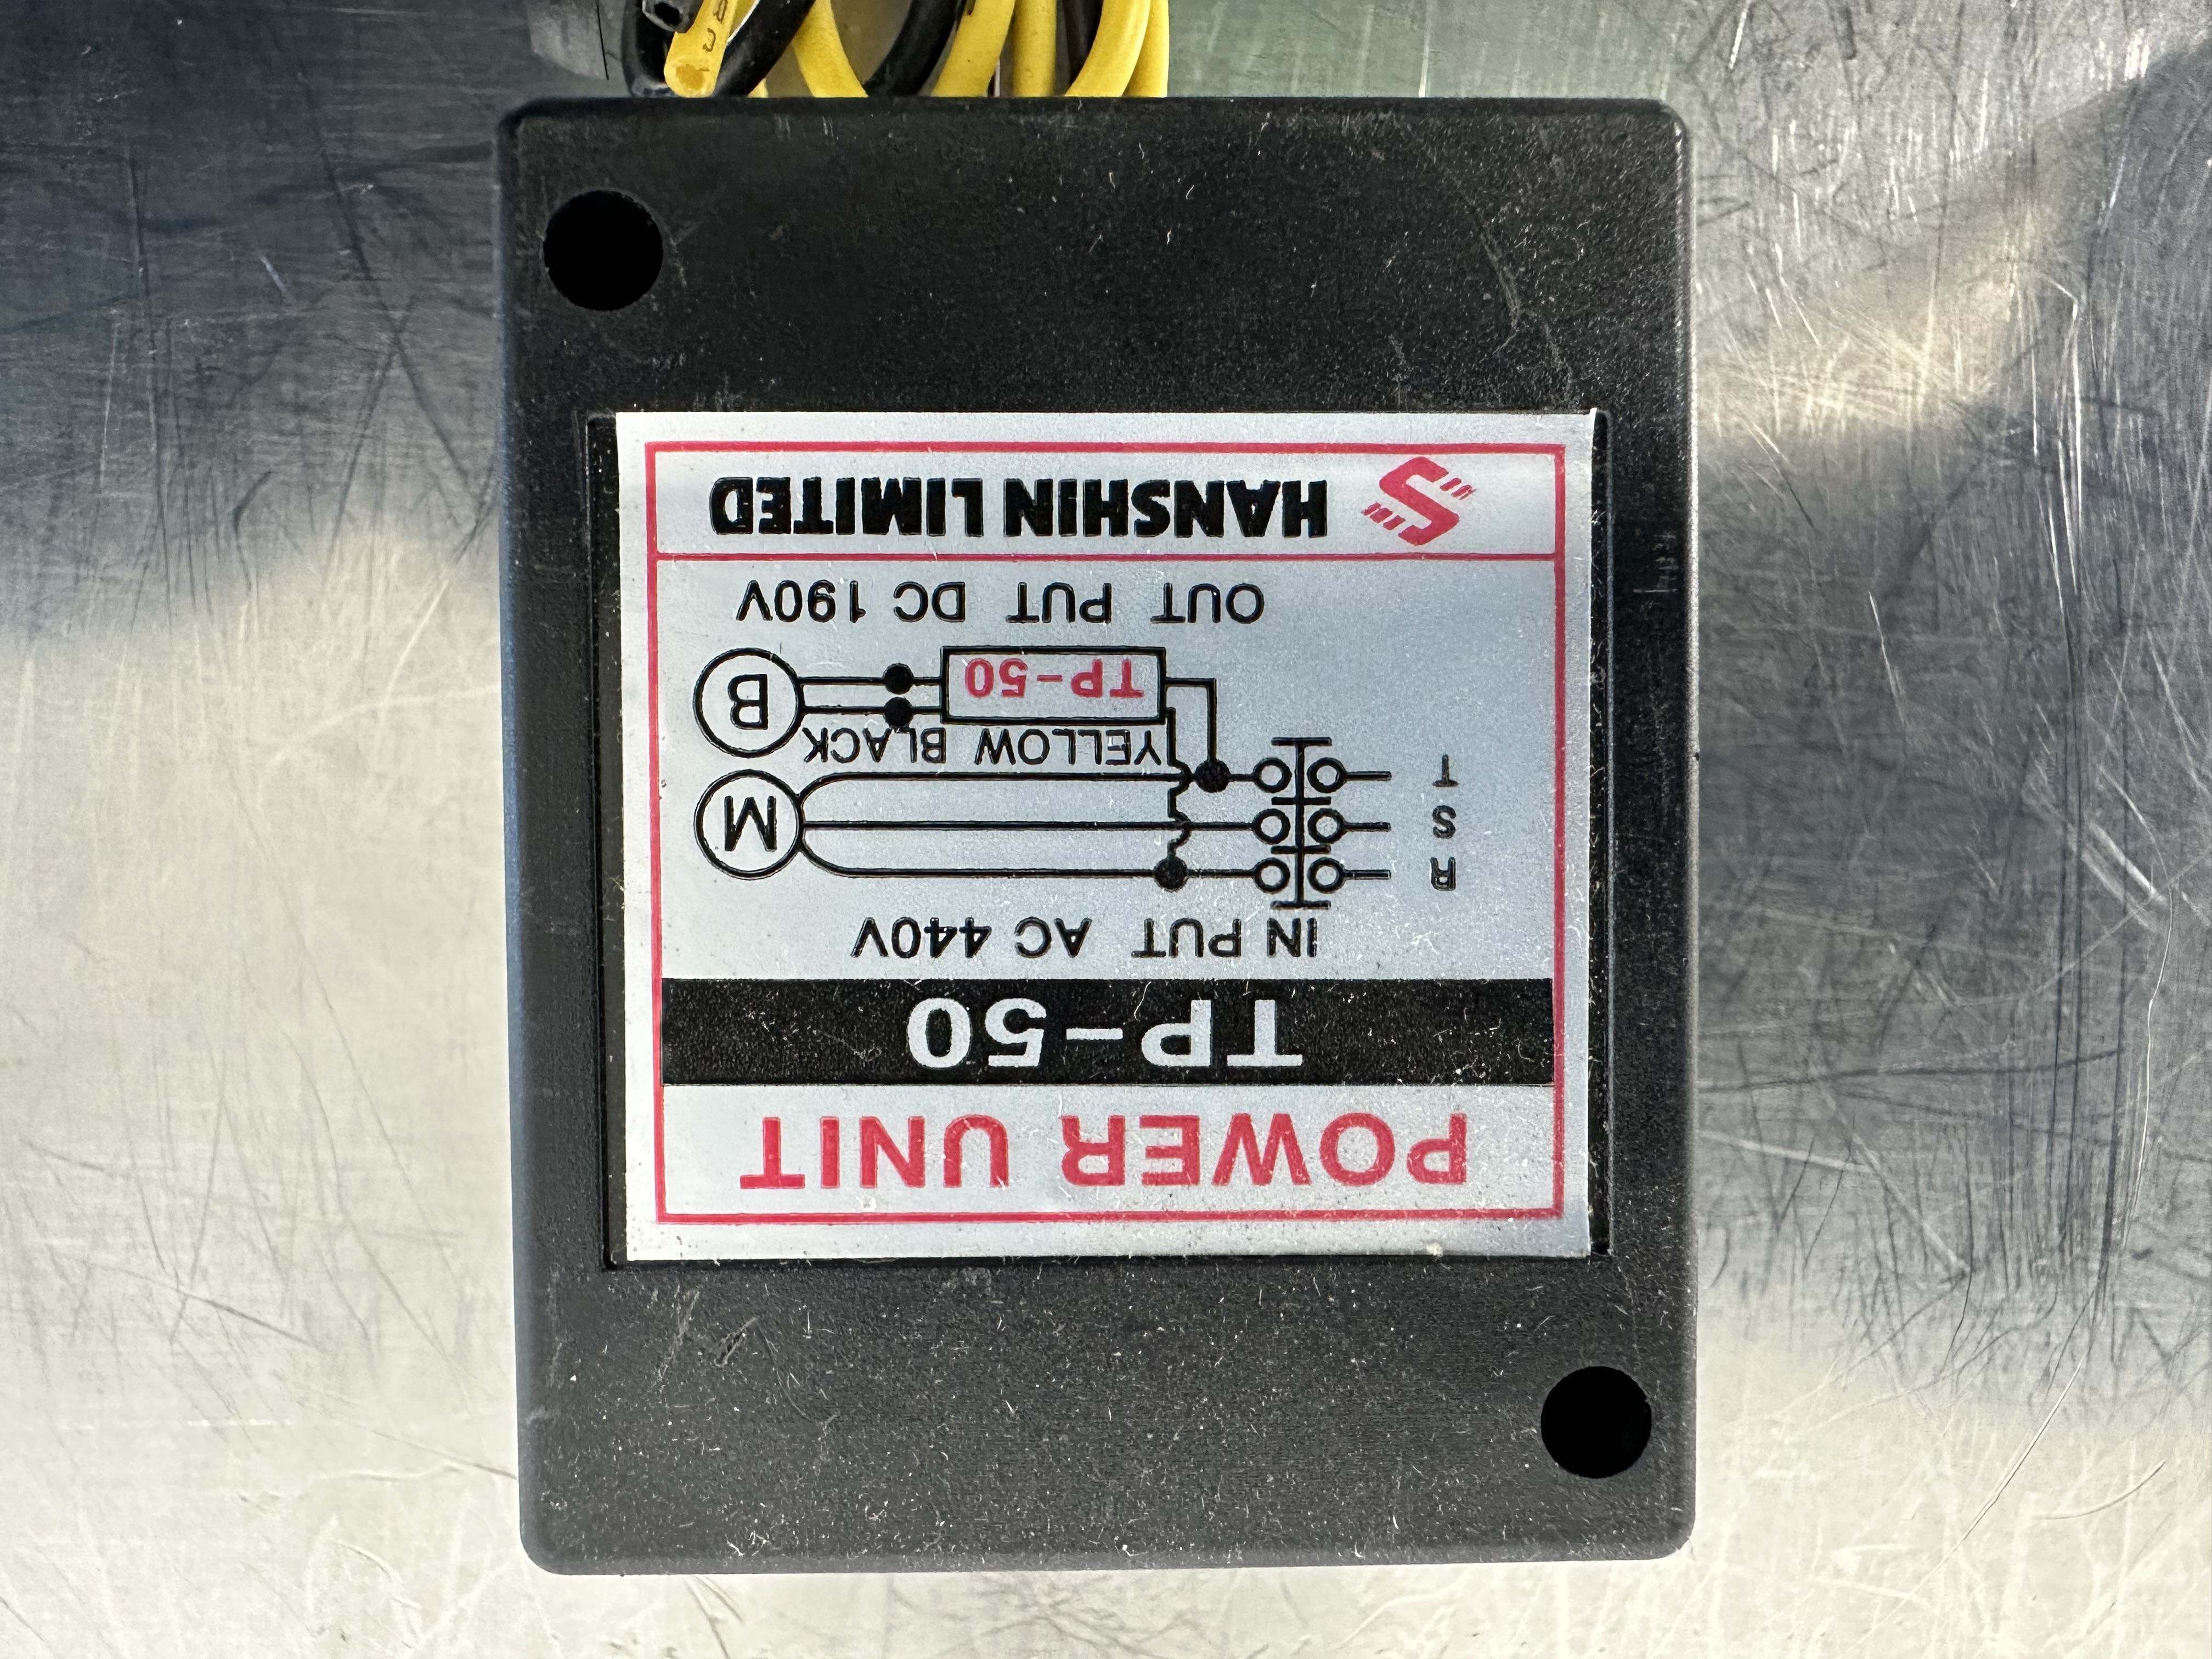 POWER UNIT
TP-50
IN PUT AC 440V
R
S
T
M
YELLOW BLACK
TP-50
B
OUT PUT DC 190V
HANSHIN LIMITED